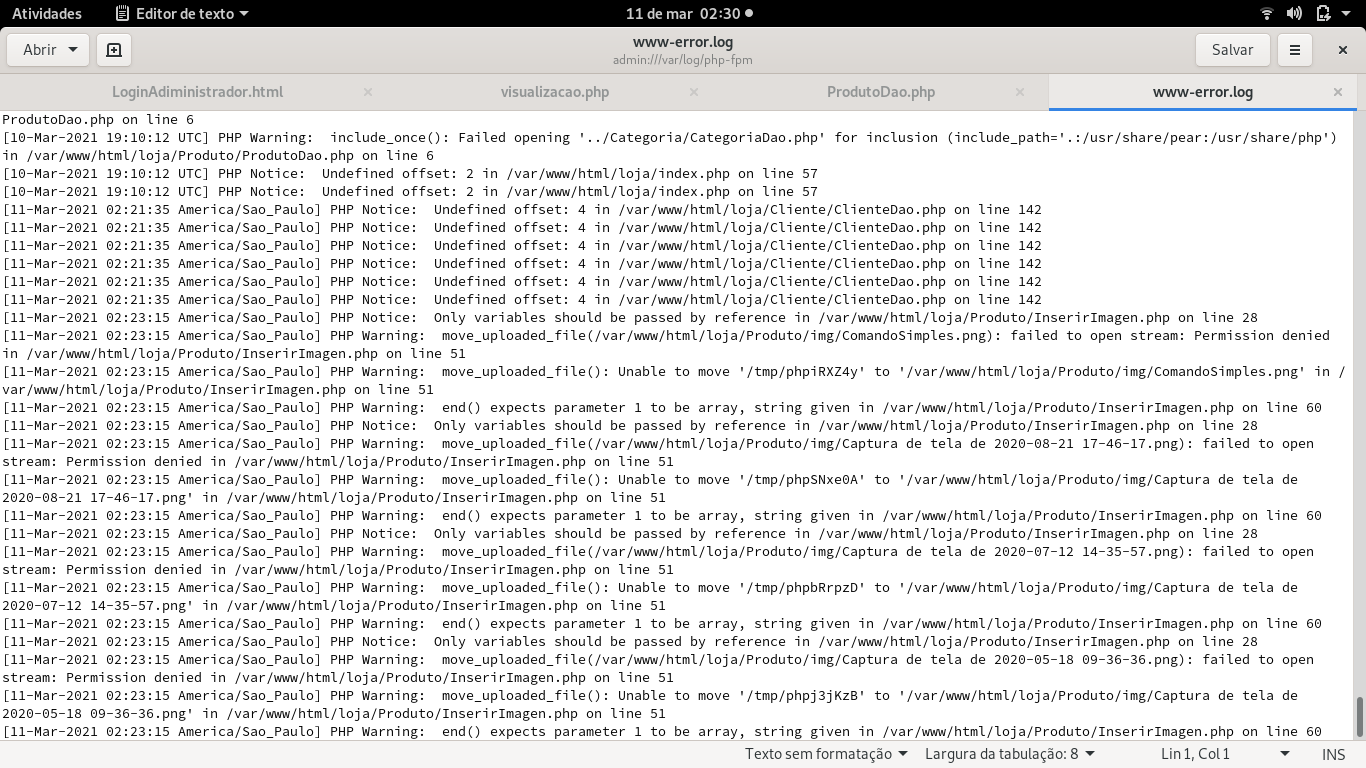 Atividades
Editor de texto
11 de mar 02:30
Abrir
www-error.log
admin:///var/log/php-fpm
Salvar
LoginAdiministrador.html
visualizacao.php
ProdutoDao.php
www-error.log
ProdutoDao.php on line 6
[10-Mar-2021 19:10:12 UTC] PHP Warning:  include_once(): Failed opening '../Categoria/CategoriaDao.php' for inclusion (include_path='.:/usr/share/pear:/usr/share/php')
in /var/www/html/loja/Produto/ProdutoDao.php on line 6
[10-Mar-2021 19:10:12 UTC] PHP Notice:  Undefined offset: 2 in /var/www/html/loja/index.php on line 57
[10-Mar-2021 19:10:12 UTC] PHP Notice:  Undefined offset: 2 in /var/www/html/loja/index.php on line 57
[11-Mar-2021 02:21:35 America/Sao_Paulo] PHP Notice:  Undefined offset: 4 in /var/www/html/loja/Cliente/ClienteDao.php on line 142
[11-Mar-2021 02:21:35 America/Sao_Paulo] PHP Notice:  Undefined offset: 4 in /var/www/html/loja/Cliente/ClienteDao.php on line 142
[11-Mar-2021 02:21:35 America/Sao_Paulo] PHP Notice:  Undefined offset: 4 in /var/www/html/loja/Cliente/ClienteDao.php on line 142
[11-Mar-2021 02:21:35 America/Sao_Paulo] PHP Notice:  Undefined offset: 4 in /var/www/html/loja/Cliente/ClienteDao.php on line 142
[11-Mar-2021 02:21:35 America/Sao_Paulo] PHP Notice:  Undefined offset: 4 in /var/www/html/loja/Cliente/ClienteDao.php on line 142
[11-Mar-2021 02:21:35 America/Sao_Paulo] PHP Notice:  Undefined offset: 4 in /var/www/html/loja/Cliente/ClienteDao.php on line 142
[11-Mar-2021 02:23:15 America/Sao_Paulo] PHP Notice:  Only variables should be passed by reference in /var/www/html/loja/Produto/InserirImagen.php on line 28
[11-Mar-2021 02:23:15 America/Sao_Paulo] PHP Warning:  move_uploaded_file(/var/www/html/loja/Produto/img/ComandoSimples.png): failed to open stream: Permission denied
in /var/www/html/loja/Produto/InserirImagen.php on line 51
[11-Mar-2021 02:23:15 America/Sao_Paulo] PHP Warning:  move_uploaded_file(): Unable to move '/tmp/phpiRXZ4y' to '/var/www/html/loja/Produto/img/ComandoSimples.png' in /
var/www/html/loja/Produto/InserirImagen.php on line 51
[11-Mar-2021 02:23:15 America/Sao_Paulo] PHP Warning:  end() expects parameter 1 to be array, string given in /var/www/html/loja/Produto/InserirImagen.php on line 60
[11-Mar-2021 02:23:15 America/Sao_Paulo] PHP Notice:  Only variables should be passed by reference in /var/www/html/loja/Produto/InserirImagen.php on line 28
[11-Mar-2021 02:23:15 America/Sao_Paulo] PHP Warning:  move_uploaded_file(/var/www/html/loja/Produto/img/Captura de tela de 2020-08-21 17-46-17.png): failed to open
stream: Permission denied in /var/www/html/loja/Produto/InserirImagen.php on line 51
[11-Mar-2021 02:23:15 America/Sao_Paulo] PHP Warning:  move_uploaded_file(): Unable to move '/tmp/phpSNxe0A' to '/var/www/html/loja/Produto/img/Captura de tela de
2020-08-21 17-46-17.png' in /var/www/html/loja/Produto/InserirImagen.php on line 51
[11-Mar-2021 02:23:15 America/Sao_Paulo] PHP Warning:  end() expects parameter 1 to be array, string given in /var/www/html/loja/Produto/InserirImagen.php on line 60
[11-Mar-2021 02:23:15 America/Sao_Paulo] PHP Notice:  Only variables should be passed by reference in /var/www/html/loja/Produto/InserirImagen.php on line 28
[11-Mar-2021 02:23:15 America/Sao_Paulo] PHP Warning:  move_uploaded_file(/var/www/html/loja/Produto/img/Captura de tela de 2020-07-12 14-35-57.png): failed to open
stream: Permission denied in /var/www/html/loja/Produto/InserirImagen.php on line 51
[11-Mar-2021 02:23:15 America/Sao_Paulo] PHP Warning:  move_uploaded_file(): Unable to move '/tmp/phpbRrpzD' to '/var/www/html/loja/Produto/img/Captura de tela de
2020-07-12 14-35-57.png' in /var/www/html/loja/Produto/InserirImagen.php on line 51
[11-Mar-2021 02:23:15 America/Sao_Paulo] PHP Warning:  end() expects parameter 1 to be array, string given in /var/www/html/loja/Produto/InserirImagen.php on line 60
[11-Mar-2021 02:23:15 America/Sao_Paulo] PHP Notice:  Only variables should be passed by reference in /var/www/html/loja/Produto/InserirImagen.php on line 28
[11-Mar-2021 02:23:15 America/Sao_Paulo] PHP Warning:  move_uploaded_file(/var/www/html/loja/Produto/img/Captura de tela de 2020-05-18 09-36-36.png): failed to open
stream: Permission denied in /var/www/html/loja/Produto/InserirImagen.php on line 51
[11-Mar-2021 02:23:15 America/Sao_Paulo] PHP Warning:  move_uploaded_file(): Unable to move '/tmp/phpj3jKzB' to '/var/www/html/loja/Produto/img/Captura de tela de
2020-05-18 09-36-36.png' in /var/www/html/loja/Produto/InserirImagen.php on line 51
[11-Mar-2021 02:23:15 America/Sao_Paulo] PHP Warning:  end() expects parameter 1 to be array, string given in /var/www/html/loja/Produto/InserirImagen.php on line 60
Texto sem formatação
Largura da tabulação: 8
Lin 1, Col 1
INS